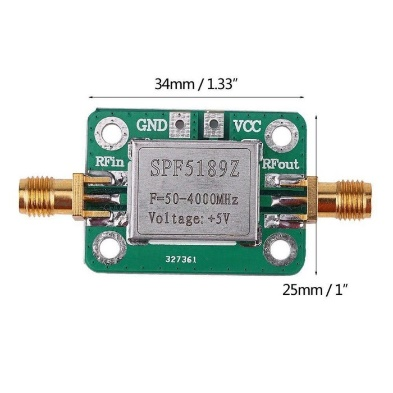 34mm / 1.33”
GND VCC
RFin RFout
SPF5189Z
F=50-4000MHz
Voltage: +5V
327361
25mm / 1”